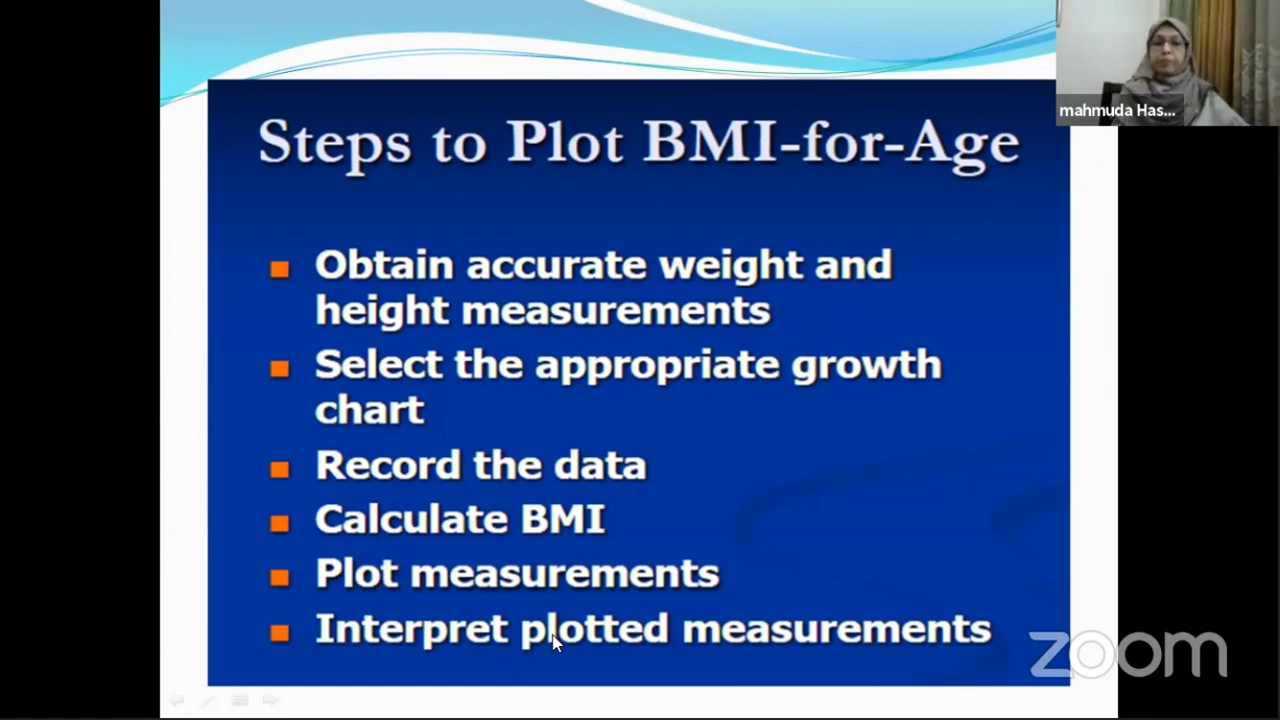 mahmuda Has...
Steps to Plot BMI-for-Age
Obtain accurate weight and
height measurements
Select the appropriate growth
chart
Record the data
Calculate BMI
Plot measurements
Interpret plotted measurements
zoom